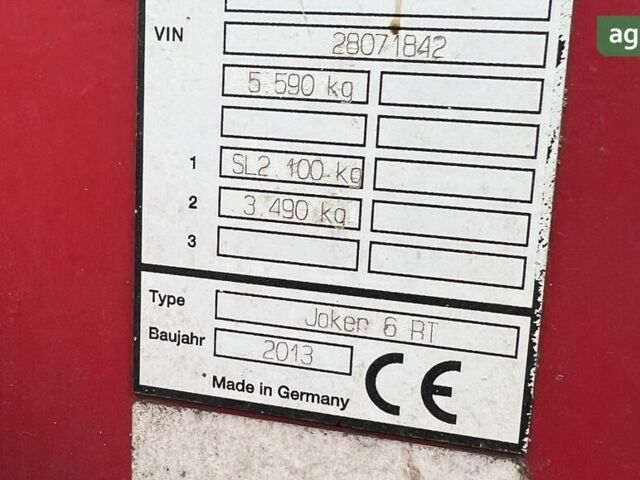 ag
VIN 28071842
5.590 kg
1 SL2.100 kg
2 3.490 kg
3
Type Joker 6 RT
Baujahr 2013
Made in Germany CE